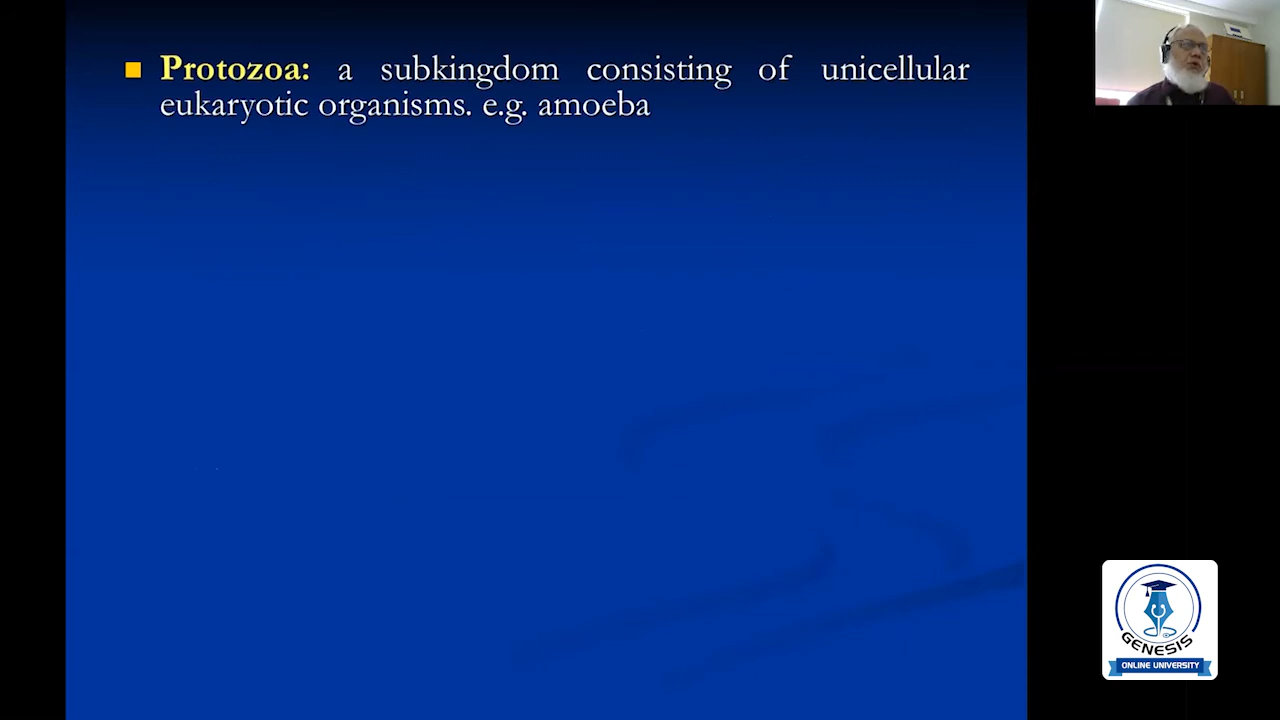 Protozoa: a subkingdom consisting of unicellular
eukaryotic organisms. e.g. amoeba
GENESIS
ONLINE UNIVERSITY